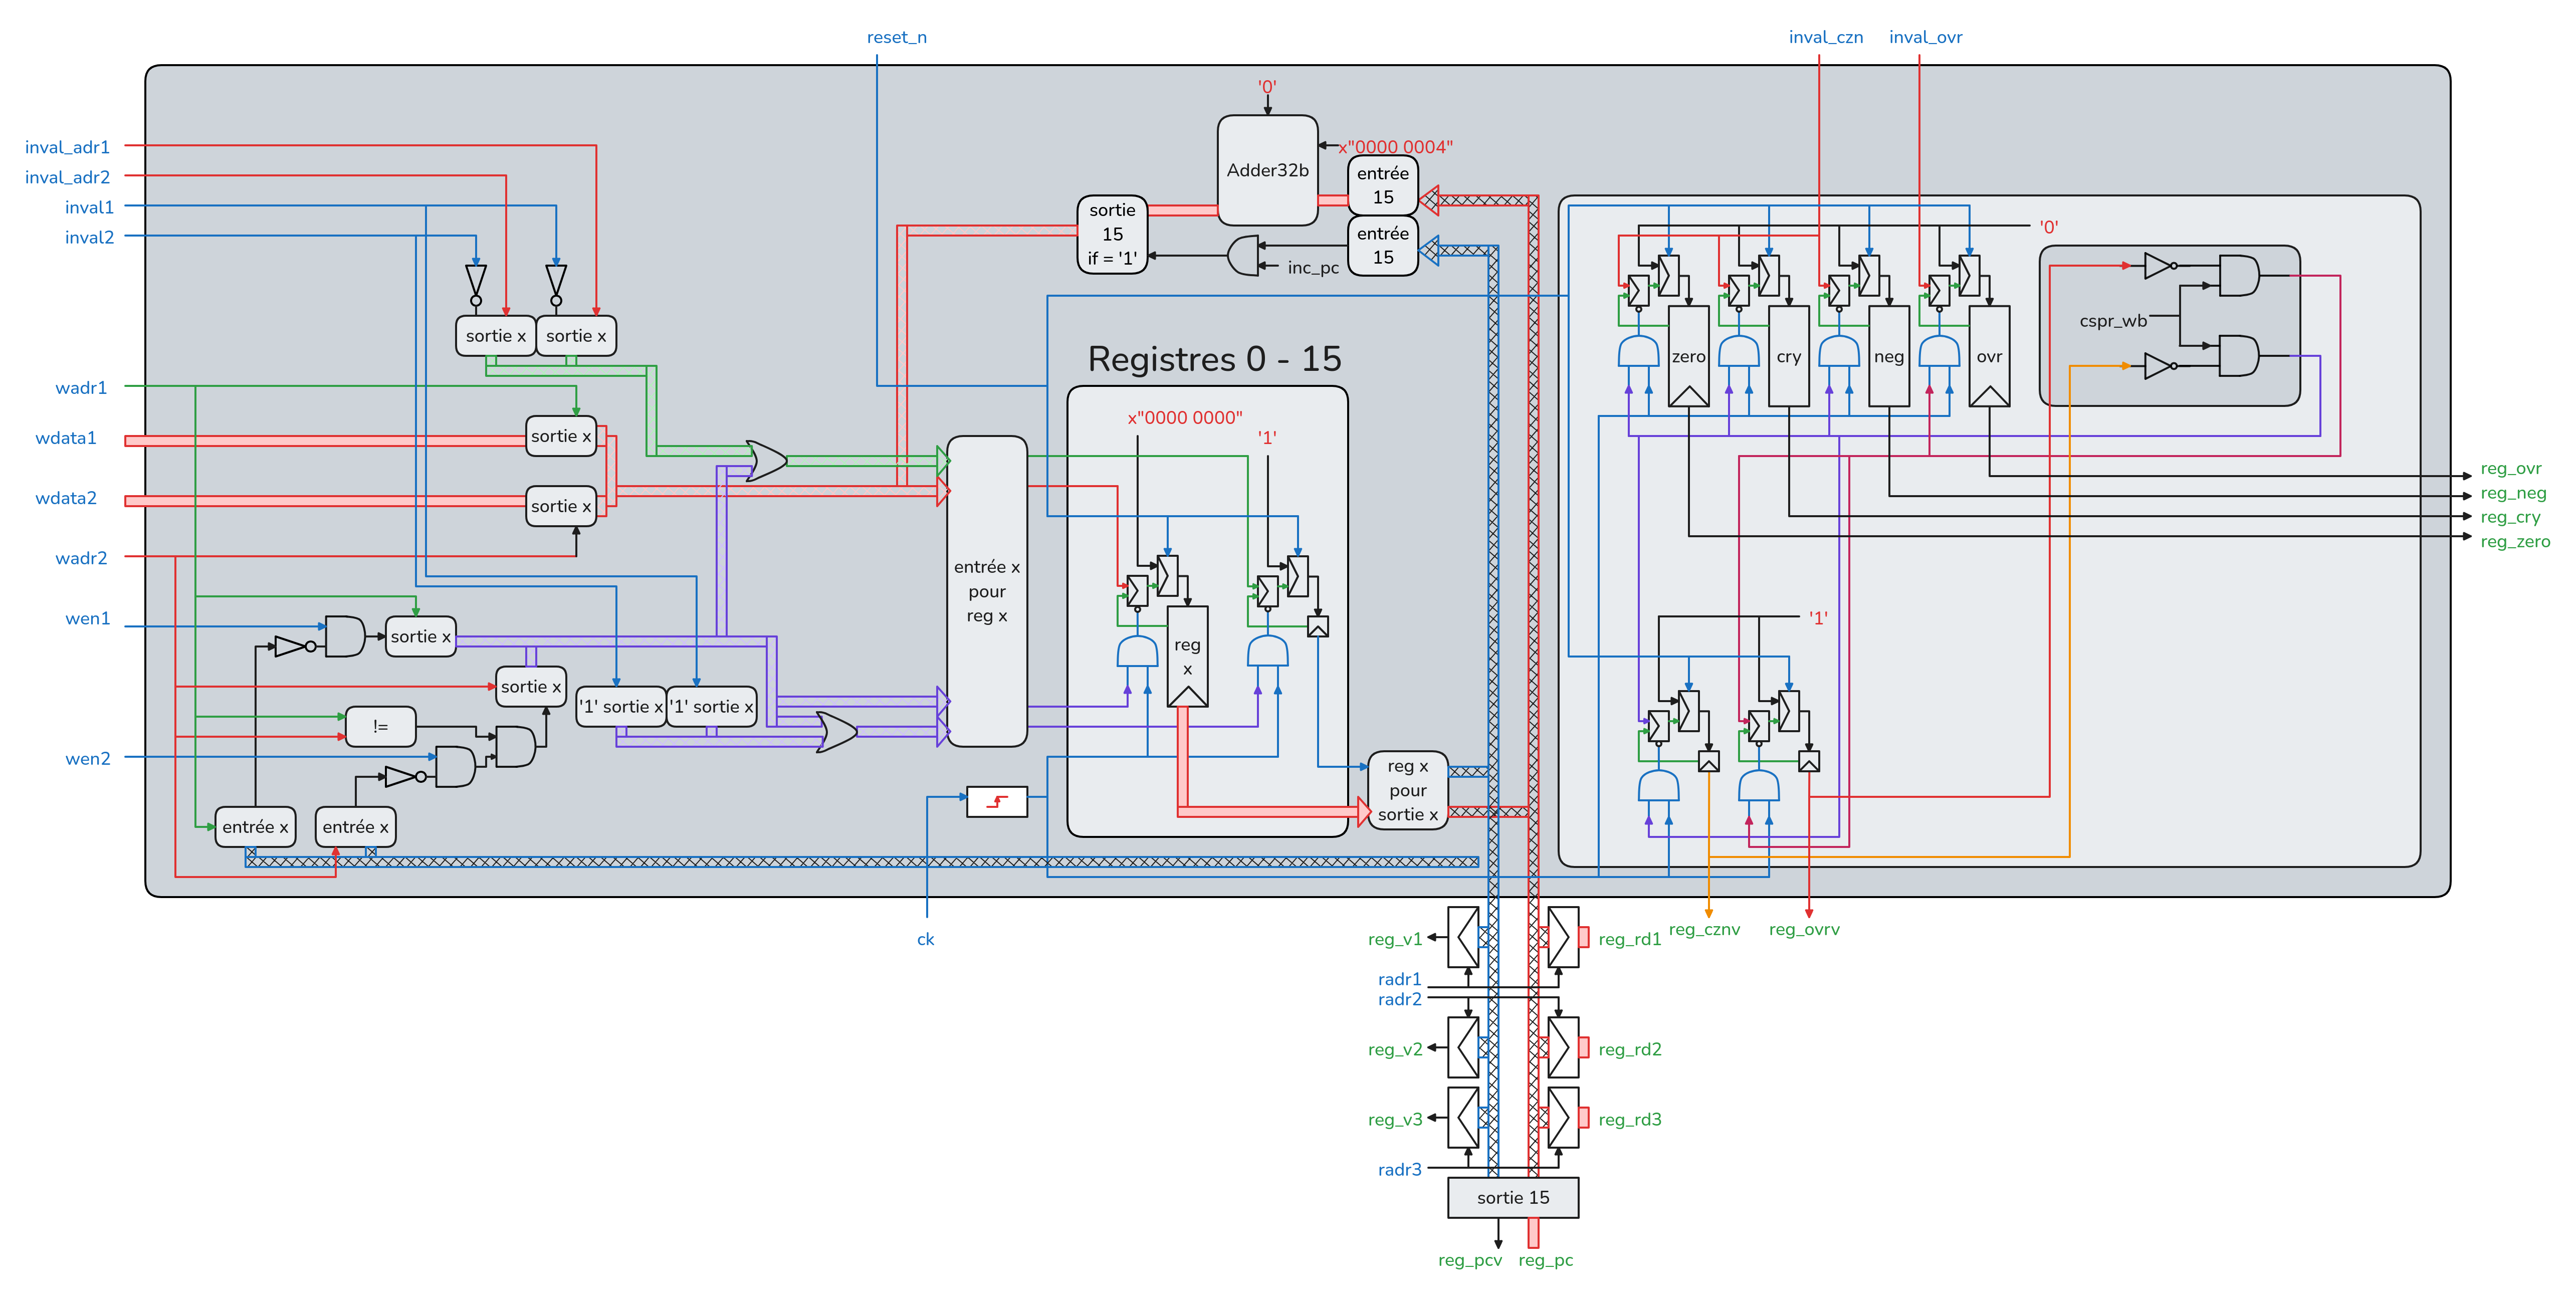 reset_n
inval_czn
inval_ovr
'0'
inval_adr1
inval_adr2
inval1
inval2
Adder32b
x"0000 0004"
entrée
15
sortie
15
if = '1'
entrée
15
inc_pc
'0'
cspr_wb
sortie x
sortie x
zero
cry
neg
ovr
Registres 0 - 15
wadr1
wdata1
sortie x
wdata2
sortie x
wadr2
x"0000 0000"
'1'
reg_ovr
reg_neg
reg_cry
reg_zero
entrée x
pour
reg x
wen1
sortie x
sortie x
'1' sortie x
'1' sortie x
!=
wen2
reg
x
'1'
reg x
pour
sortie x
entrée x
entrée x
ck
reg_v1
reg_rd1
reg_cznv
reg_ovrv
radr1
radr2
reg_v2
reg_rd2
reg_v3
reg_rd3
radr3
sortie 15
reg_pcv
reg_pc